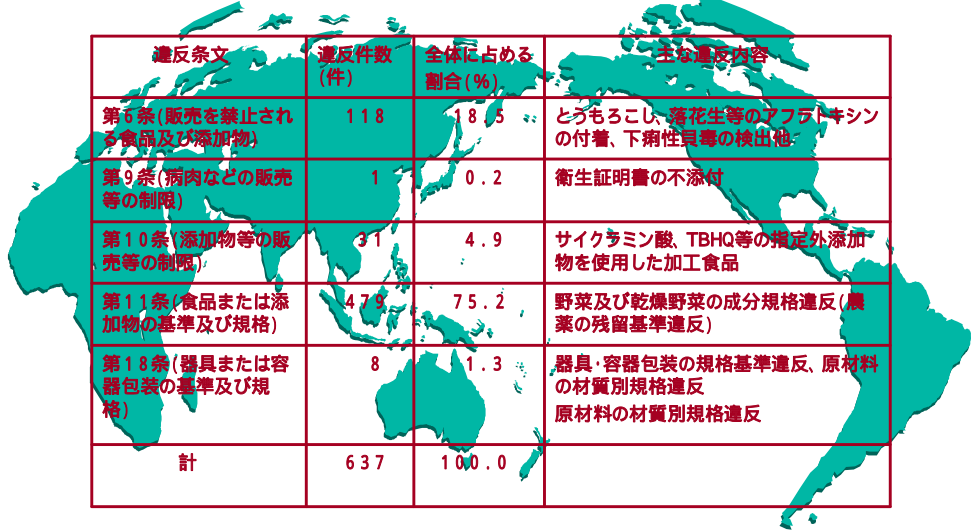 違反条文
違反件数
(件)
全体に占める
割合(%)
主な違反内容
第6条(販売を禁止され
る食品及び添加物)
118
18.5
とうもろこし、落花生等のアフラトキシン
の付着、下痢性貝毒の検出他
第9条(病肉などの販売
等の制限)
1
0.2
衛生証明書の不添付
第10条(添加物等の販
売等の制限)
31
4.9
サイクラミン酸、TBHQ等の指定外添加
物を使用した加工食品
第11条(食品または添
加物の基準及び規格)
479
75.2
野菜及び乾燥野菜の成分規格違反(農
薬の残留基準違反)
第18条(器具または容
器包装の基準及び規
格)
8
1.3
器具・容器包装の規格基準違反、原材料
の材質別規格違反
原材料の材質別規格違反
計
637
100.0